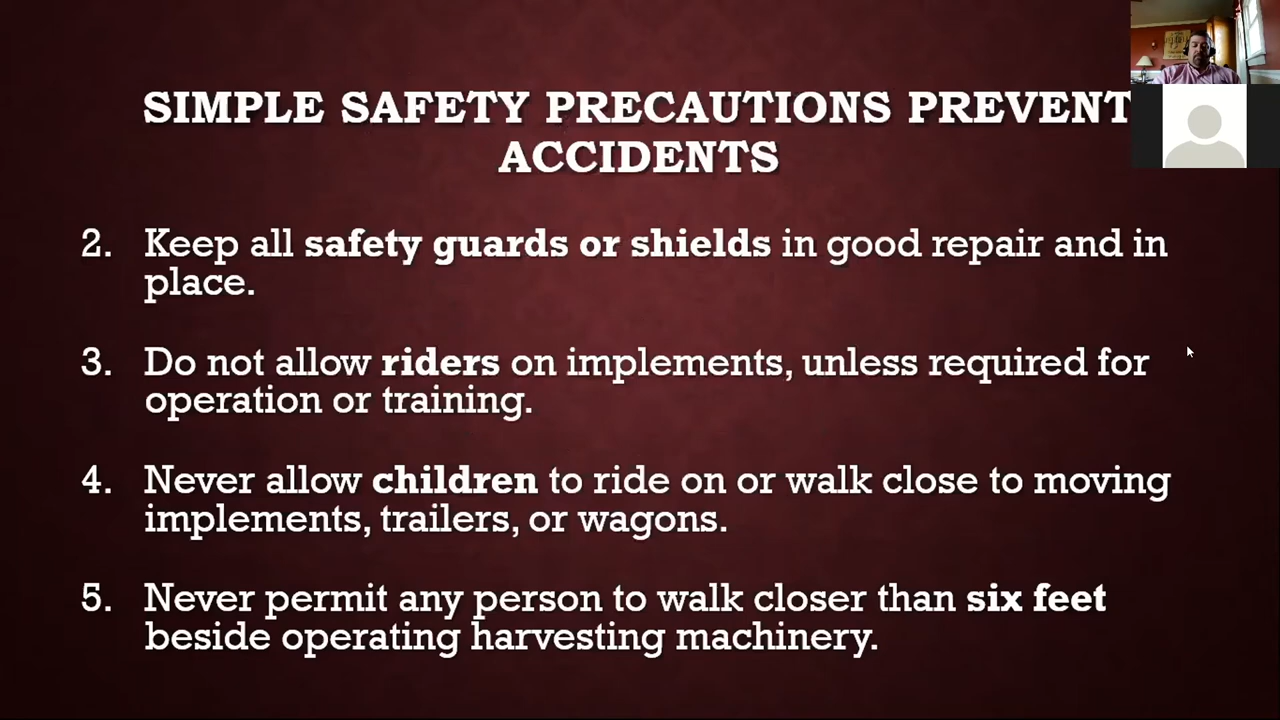 SIMPLE SAFETY PRECAUTIONS PREVENT
ACCIDENTS
2. Keep all safety guards or shields in good repair and in
place.
3. Do not allow riders on implements, unless required for
operation or training.
4. Never allow children to ride on or walk close to moving
implements, trailers, or wagons.
5. Never permit any person to walk closer than six feet
beside operating harvesting machinery.